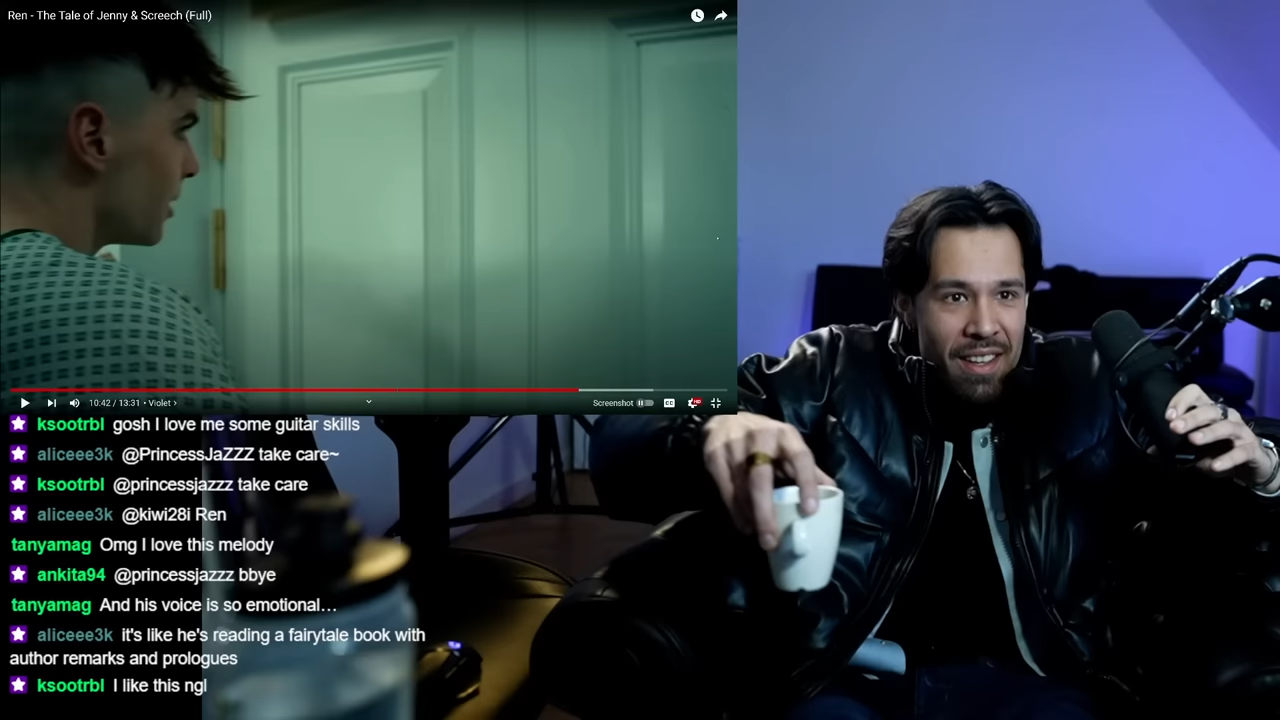 Ren - The Tale of Jenny & Screech (Full)
10:42 / 13:31 • Violet ›
Screenshot
CC
HD
ksootrbl gosh I love me some guitar skills
aliceee3k @PrincessJaZZZ take care~
ksootrbl @princessjazzz take care
aliceee3k @kiwi28i Ren
tanyamag Omg I love this melody
ankita94 @princessjazzz bbye
tanyamag And his voice is so emotional…
aliceee3k it's like he's reading a fairytale book with
author remarks and prologues
ksootrbl I like this ngl